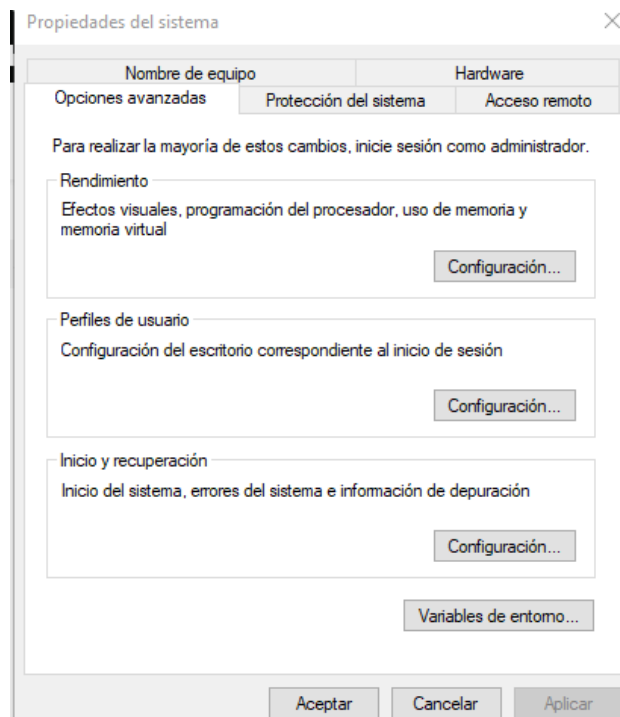 Propiedades del sistema
Nombre de equipo
Hardware
Opciones avanzadas
Protección del sistema
Acceso remoto
Para realizar la mayoría de estos cambios, inicie sesión como administrador.
Rendimiento
Efectos visuales, programación del procesador, uso de memoria y
memoria virtual
Configuración...
Perfiles de usuario
Configuración del escritorio correspondiente al inicio de sesión
Configuración...
Inicio y recuperación
Inicio del sistema, errores del sistema e información de depuración
Configuración...
Variables de entorno...
Aceptar
Cancelar
Aplicar